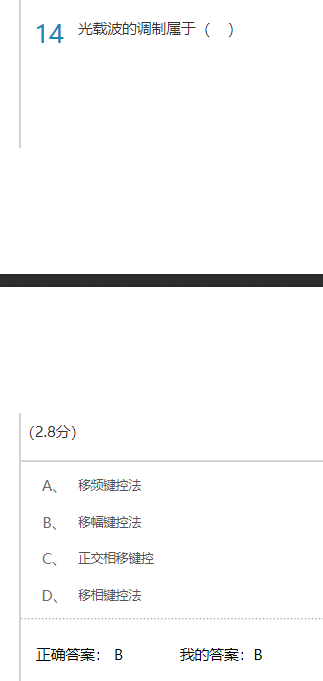 14 光载波的调制属于（ ）
（2.8分）
A、 移频键控法
B、 移幅键控法
C、 正交相移键控
D、 移相键控法
正确答案： B 我的答案：B